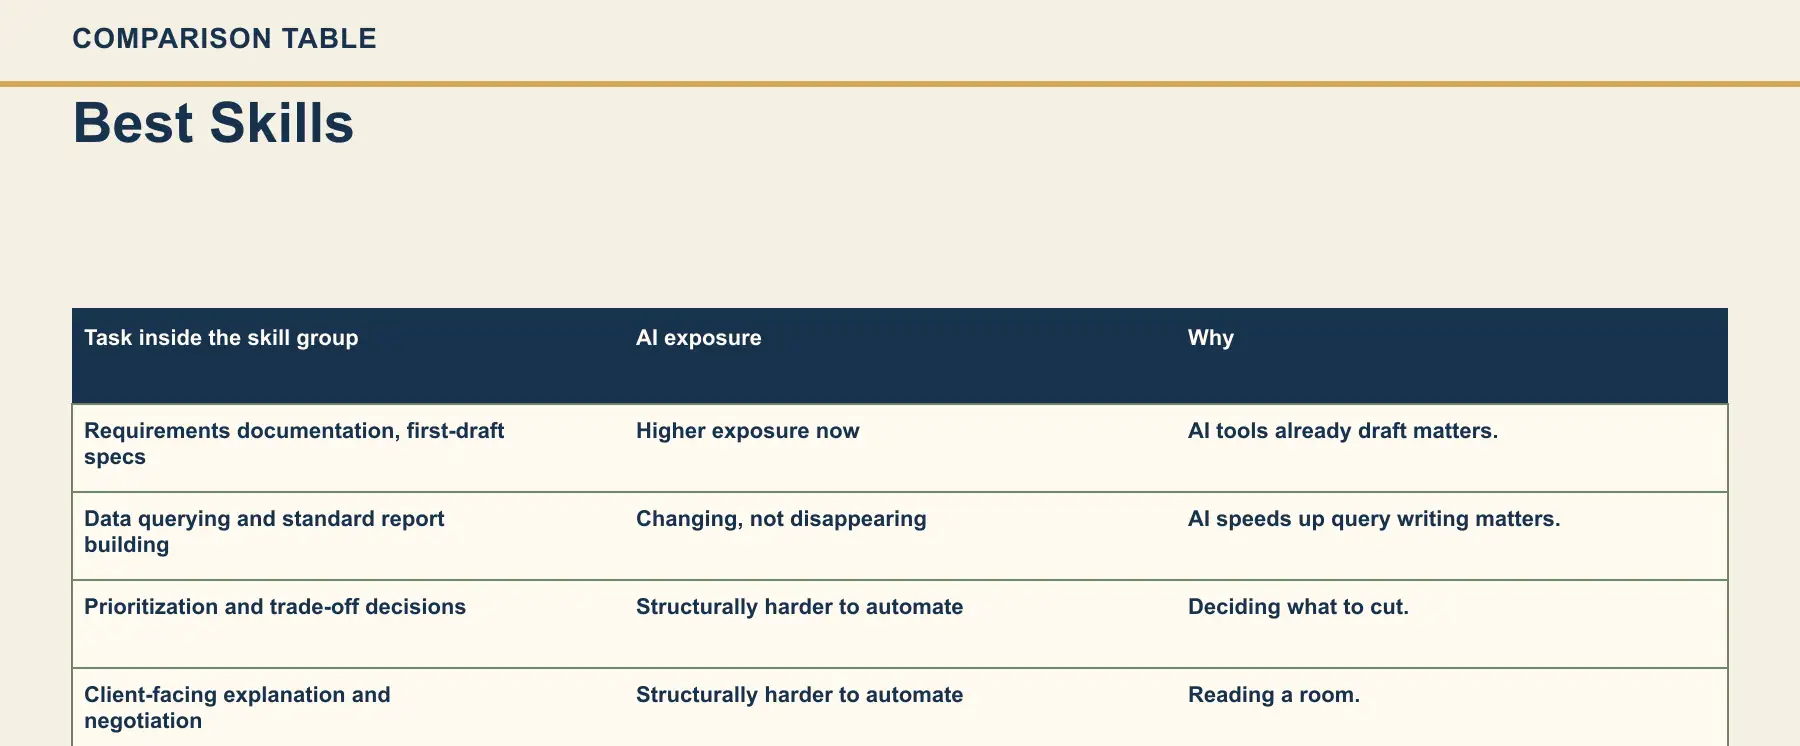 COMPARISON TABLE
Best Skills
Task inside the skill group
AI exposure
Why
Requirements documentation, first-draft
specs
Higher exposure now
AI tools already draft matters.
Data querying and standard report
building
Changing, not disappearing
AI speeds up query writing matters.
Prioritization and trade-off decisions
Structurally harder to automate
Deciding what to cut.
Client-facing explanation and
negotiation
Structurally harder to automate
Reading a room.